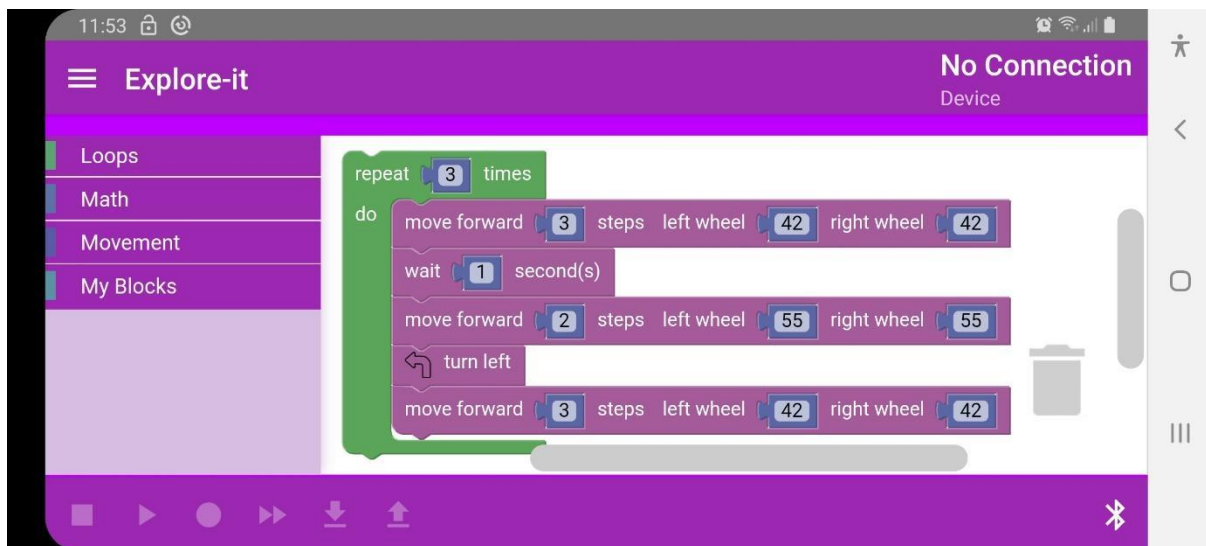 11:53
Explore-it
No Connection
Device
Loops
Math
Movement
My Blocks
repeat 3 times
do
move forward 3 steps left wheel 42 right wheel 42
wait 1 second(s)
move forward 2 steps left wheel 55 right wheel 55
turn left
move forward 3 steps left wheel 42 right wheel 42